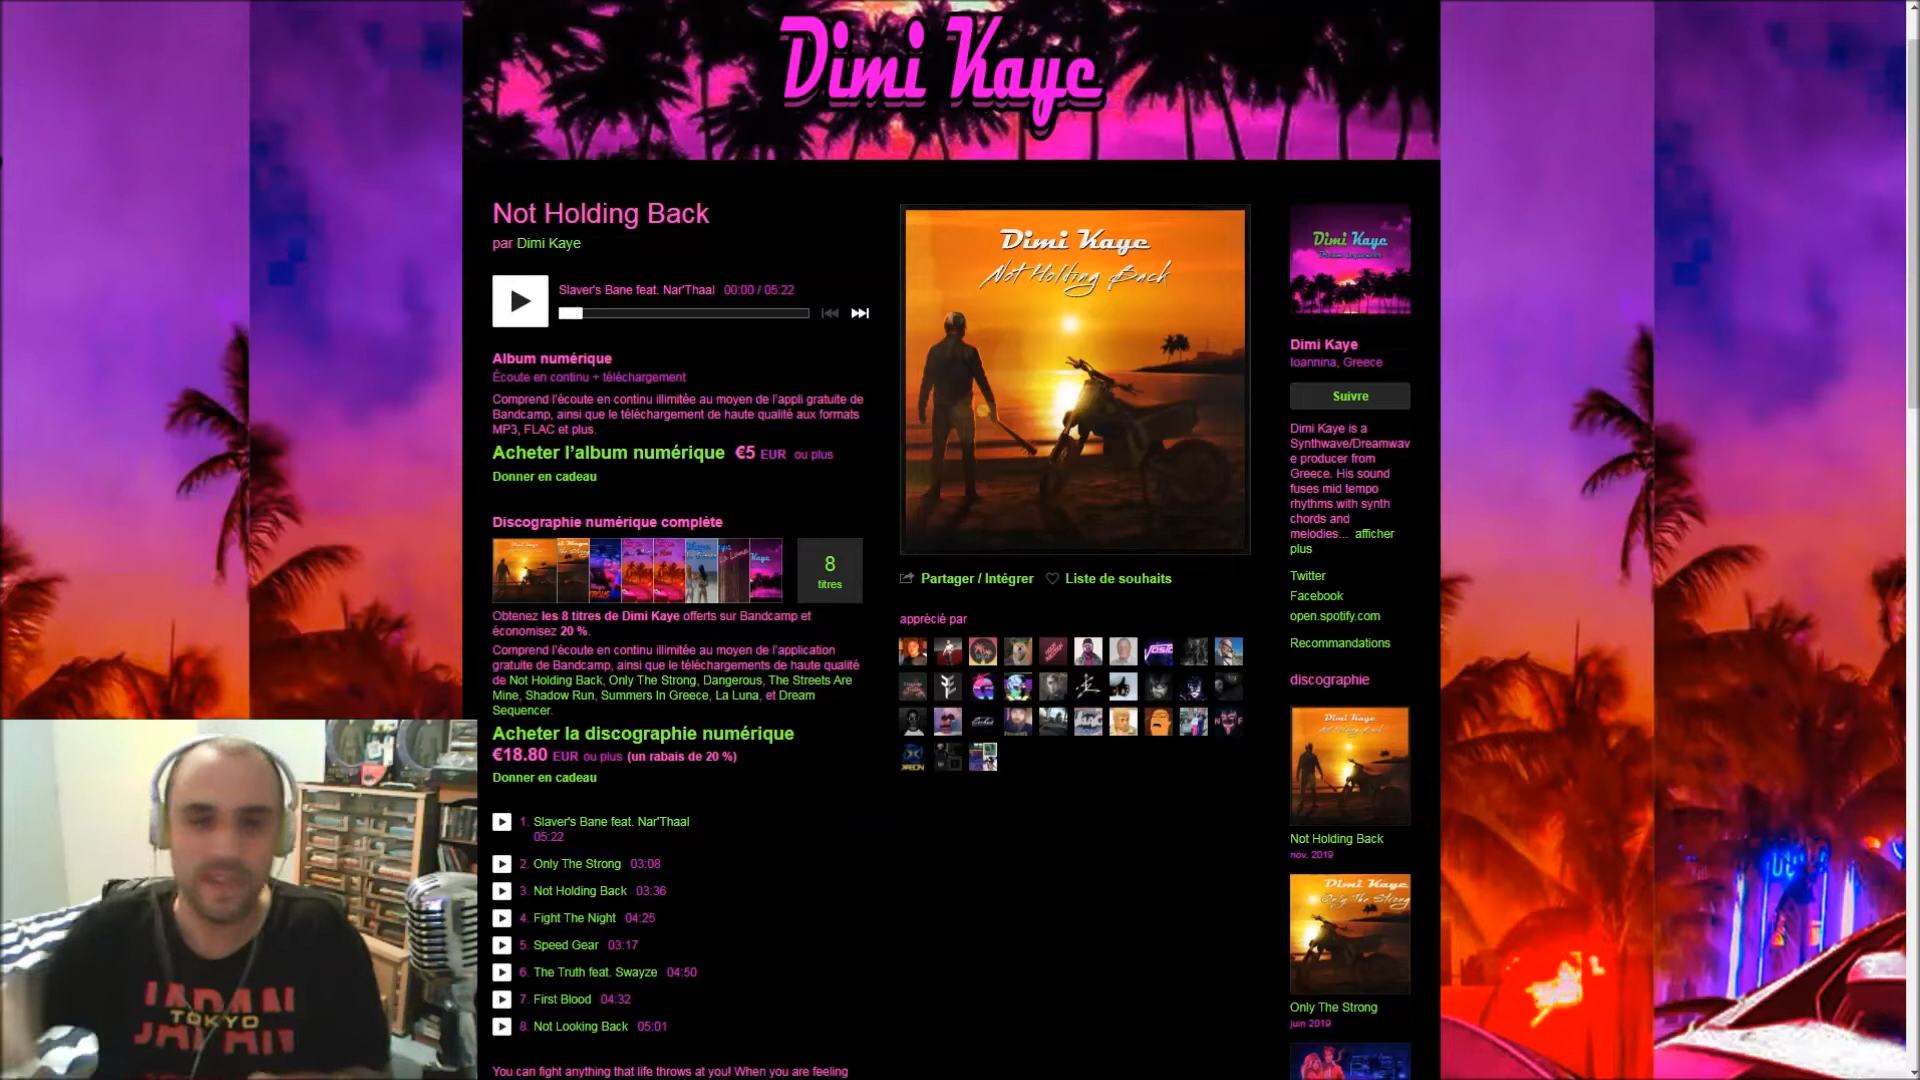 Dimi Kaye
Not Holding Back
par Dimi Kaye
Slaver's Bane feat. Nar'Thaal 00:00 / 05:22
Album numérique
Écoute en continu + téléchargement
Comprend l'écoute en continu illimitée au moyen de l'appli gratuite de
Bandcamp, ainsi que le téléchargement de haute qualité aux formats
MP3, FLAC et plus.
Acheter l'album numérique €5 EUR ou plus
Donner en cadeau
Discographie numérique complète
8
titres
Obtenez les 8 titres de Dimi Kaye offerts sur Bandcamp et
économisez 20 %.
Comprend l'écoute en continu illimitée au moyen de l'application
gratuite de Bandcamp, ainsi que le téléchargements de haute qualité
de Not Holding Back, Only The Strong, Dangerous, The Streets Are
Mine, Shadow Run, Summers In Greece, La Luna, et Dream
Sequencer.
Acheter la discographie numérique
€18.80 EUR ou plus (un rabais de 20 %)
Donner en cadeau
1. Slaver's Bane feat. Nar'Thaal
05:22
2. Only The Strong 03:08
3. Not Holding Back 03:36
4. Fight The Night 04:25
5. Speed Gear 03:17
6. The Truth feat. Swayze 04:50
7. First Blood 04:32
8. Not Looking Back 05:01
You can fight anything that life throws at you! When you are feeling
Dimi Kaye
Not Holding Back
Partager / Intégrer
Liste de souhaits
apprécié par
Dimi Kaye
Dream sequencer
Dimi Kaye
Ioannina, Greece
Suivre
Dimi Kaye is a
Synthwave/Dreamwav
e producer from
Greece. His sound
fuses mid tempo
rhythms with synth
chords and
melodies... afficher
plus
Twitter
Facebook
open.spotify.com
Recommandations
discographie
Dimi Kaye
Not Holding Back
Not Holding Back
nov. 2019
Dimi Kaye
Only The Strong
Only The Strong
juin 2019
JAPAN
TOKYO